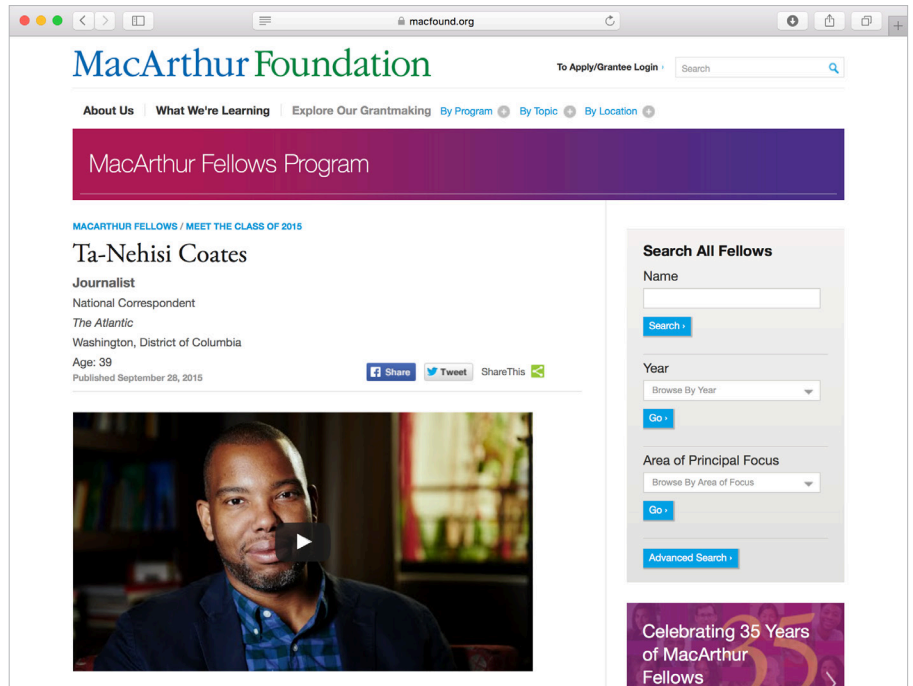 macfound.org
MacArthur Foundation
To Apply/Grantee Login ›
Search
About Us
What We're Learning
Explore Our Grantmaking
By Program
By Topic
By Location
MacArthur Fellows Program
MACARTHUR FELLOWS / MEET THE CLASS OF 2015
Ta-Nehisi Coates
Journalist
National Correspondent
The Atlantic
Washington, District of Columbia
Age: 39
Published September 28, 2015
Share
Tweet
ShareThis
Search All Fellows
Name
Search ›
Year
Browse By Year
Go ›
Area of Principal Focus
Browse By Area of Focus
Go ›
Advanced Search ›
Celebrating 35 Years
of MacArthur
Fellows
35